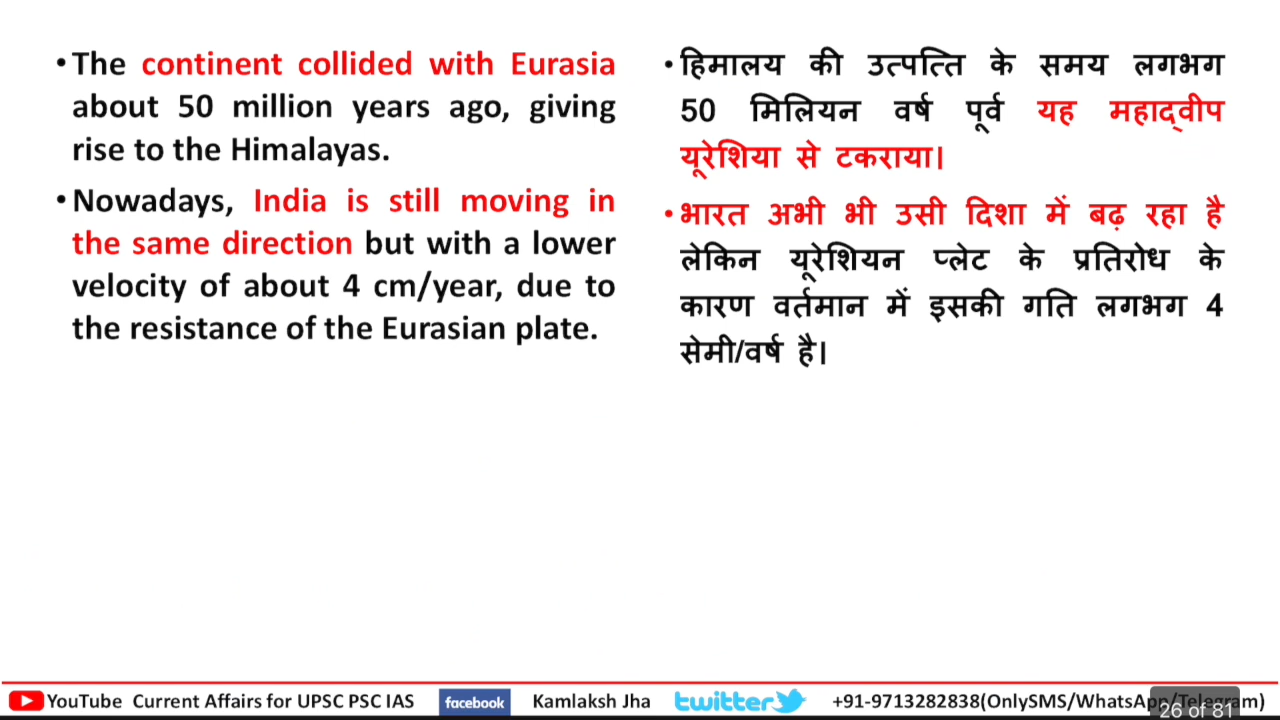 •The continent collided with Eurasia
about 50 million years ago, giving
rise to the Himalayas.
•Nowadays, India is still moving in
the same direction but with a lower
velocity of about 4 cm/year, due to
the resistance of the Eurasian plate.
•हिमालय की उत्पत्ति के समय लगभग
50 मिलियन वर्ष पूर्व यह महाद्वीप
यूरेशिया से टकराया।
•भारत अभी भी उसी दिशा में बढ़ रहा है
लेकिन यूरेशियन प्लेट के प्रतिरोध के
कारण वर्तमान में इसकी गति लगभग 4
सेमी/वर्ष है।
YouTube Current Affairs for UPSC PSC IAS facebook Kamlaksh Jha twitter +91-9713282838(OnlySMS/WhatsApp/Telegram)
26 of 81